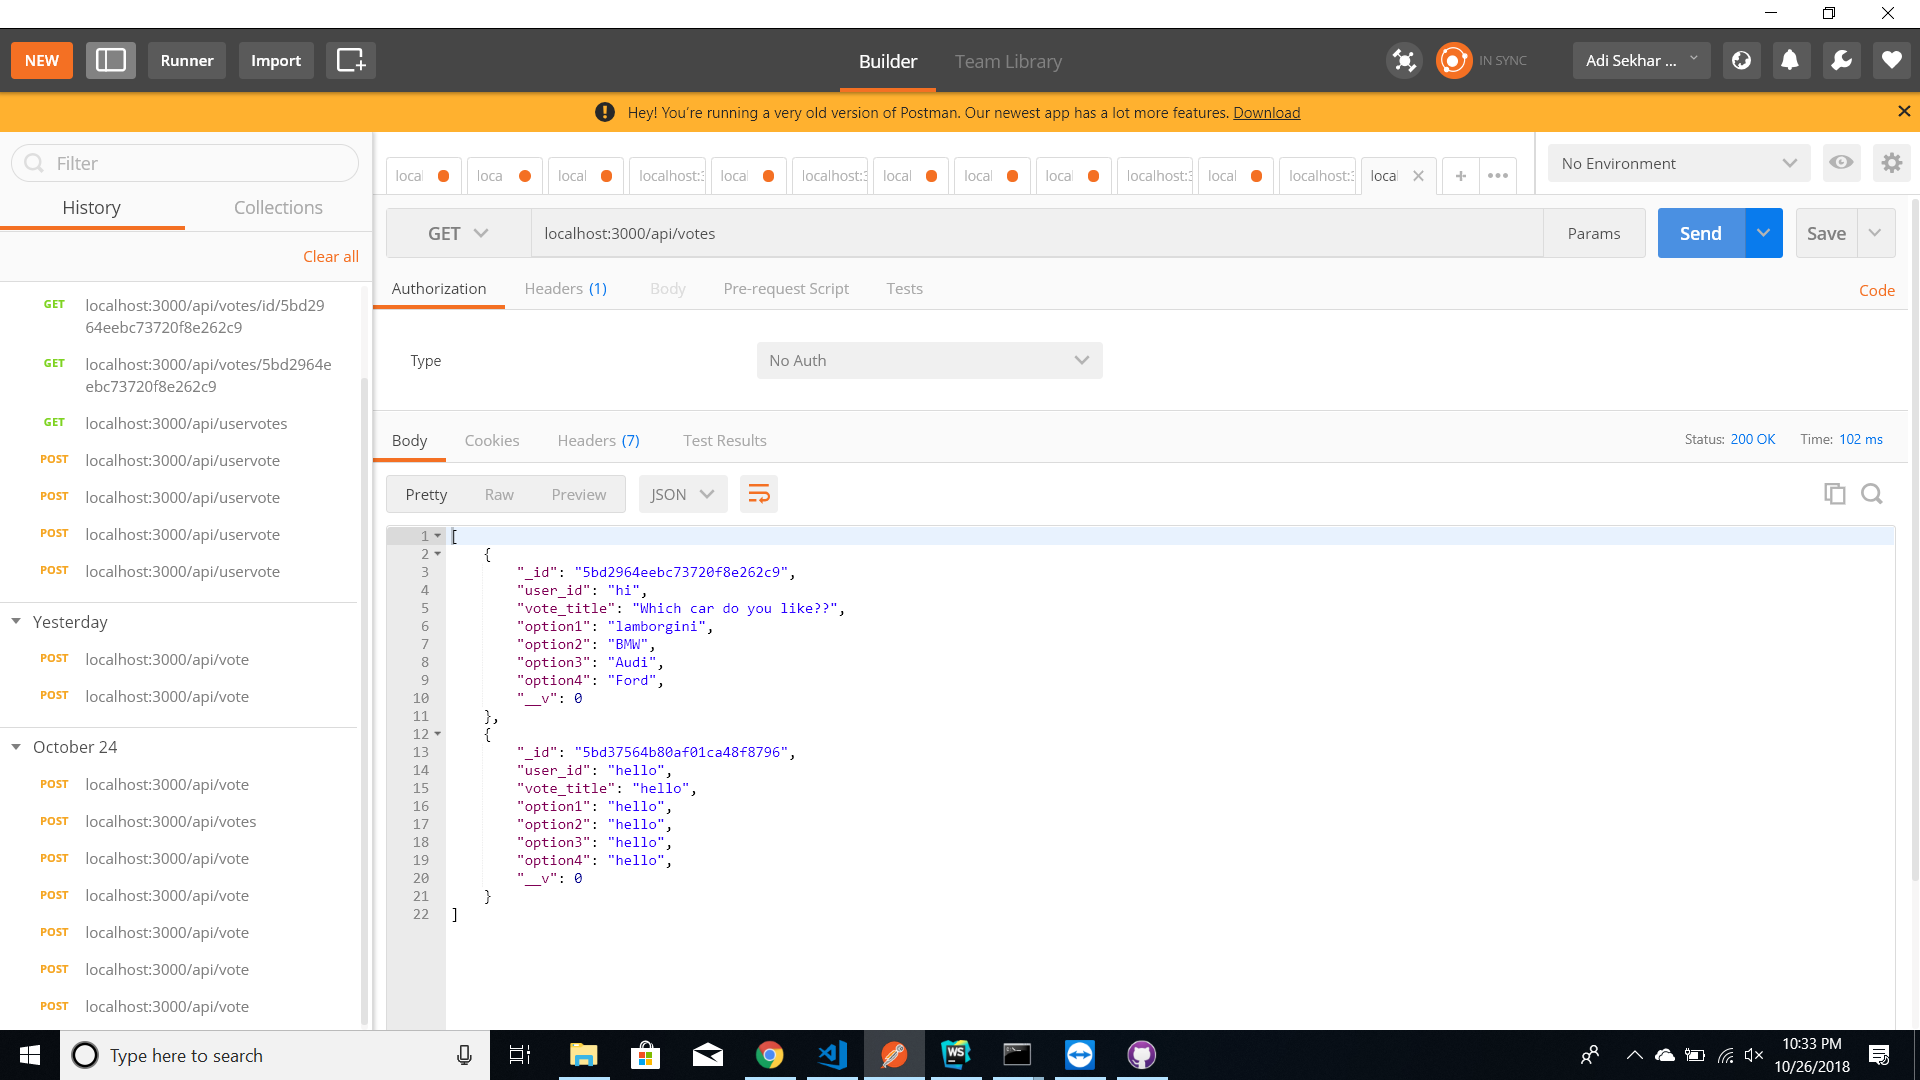 NEW
Runner
Import
Builder
Team Library
IN SYNC
Adi Sekhar ...
Hey! You’re running a very old version of Postman. Our newest app has a lot more features. Download
Filter
History
Collections
Clear all
GET localhost:3000/api/votes/id/5bd29
64eebc73720f8e262c9
GET localhost:3000/api/votes/5bd2964e
ebc73720f8e262c9
GET localhost:3000/api/uservotes
POST localhost:3000/api/uservote
POST localhost:3000/api/uservote
POST localhost:3000/api/uservote
POST localhost:3000/api/uservote
Yesterday
POST localhost:3000/api/vote
POST localhost:3000/api/vote
October 24
POST localhost:3000/api/vote
POST localhost:3000/api/votes
POST localhost:3000/api/vote
POST localhost:3000/api/vote
POST localhost:3000/api/vote
POST localhost:3000/api/vote
POST localhost:3000/api/vote
local loca local localhost: local localhost: local local local localhost: local localhost: local + •••
No Environment
GET localhost:3000/api/votes Params Send Save
Authorization Headers (1) Body Pre-request Script Tests Code
Type No Auth
Body Cookies Headers (7) Test Results Status: 200 OK Time: 102 ms
Pretty Raw Preview JSON
1 [
2 {
3 "_id": "5bd2964eebc73720f8e262c9",
4 "user_id": "hi",
5 "vote_title": "Which car do you like??",
6 "option1": "lamborgini",
7 "option2": "BMW",
8 "option3": "Audi",
9 "option4": "Ford",
10 "__v": 0
11 },
12 {
13 "_id": "5bd37564b80af01ca48f8796",
14 "user_id": "hello",
15 "vote_title": "hello",
16 "option1": "hello",
17 "option2": "hello",
18 "option3": "hello",
19 "option4": "hello",
20 "__v": 0
21 }
22 ]
Type here to search
WS
10:33 PM
10/26/2018